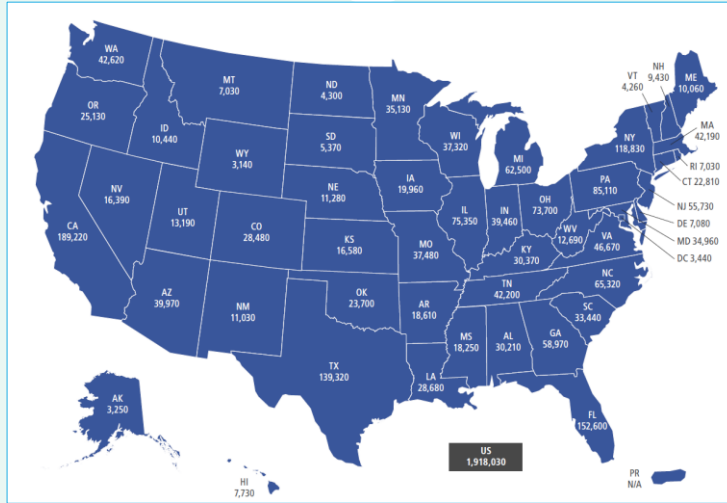 WA
42,620
OR
25,130
CA
189,220
NV
16,390
ID
10,440
MT
7,030
WY
3,140
UT
13,190
AZ
39,970
CO
28,480
NM
11,030
ND
4,300
SD
5,370
NE
11,280
KS
16,580
OK
23,700
TX
139,320
MN
35,130
IA
19,960
MO
37,480
AR
18,610
LA
28,680
WI
37,320
IL
75,350
MI
62,500
IN
39,460
OH
73,700
KY
30,370
TN
42,200
MS
18,250
AL
30,210
GA
58,970
FL
152,600
SC
33,440
NC
65,320
VA
46,670
WV
12,690
PA
85,110
NY
118,830
VT
4,260
NH
9,430
ME
10,060
MA
42,190
RI 7,030
CT 22,810
NJ 55,730
DE 7,080
MD 34,960
DC 3,440
AK
3,250
HI
7,730
US
1,918,030
PR
N/A